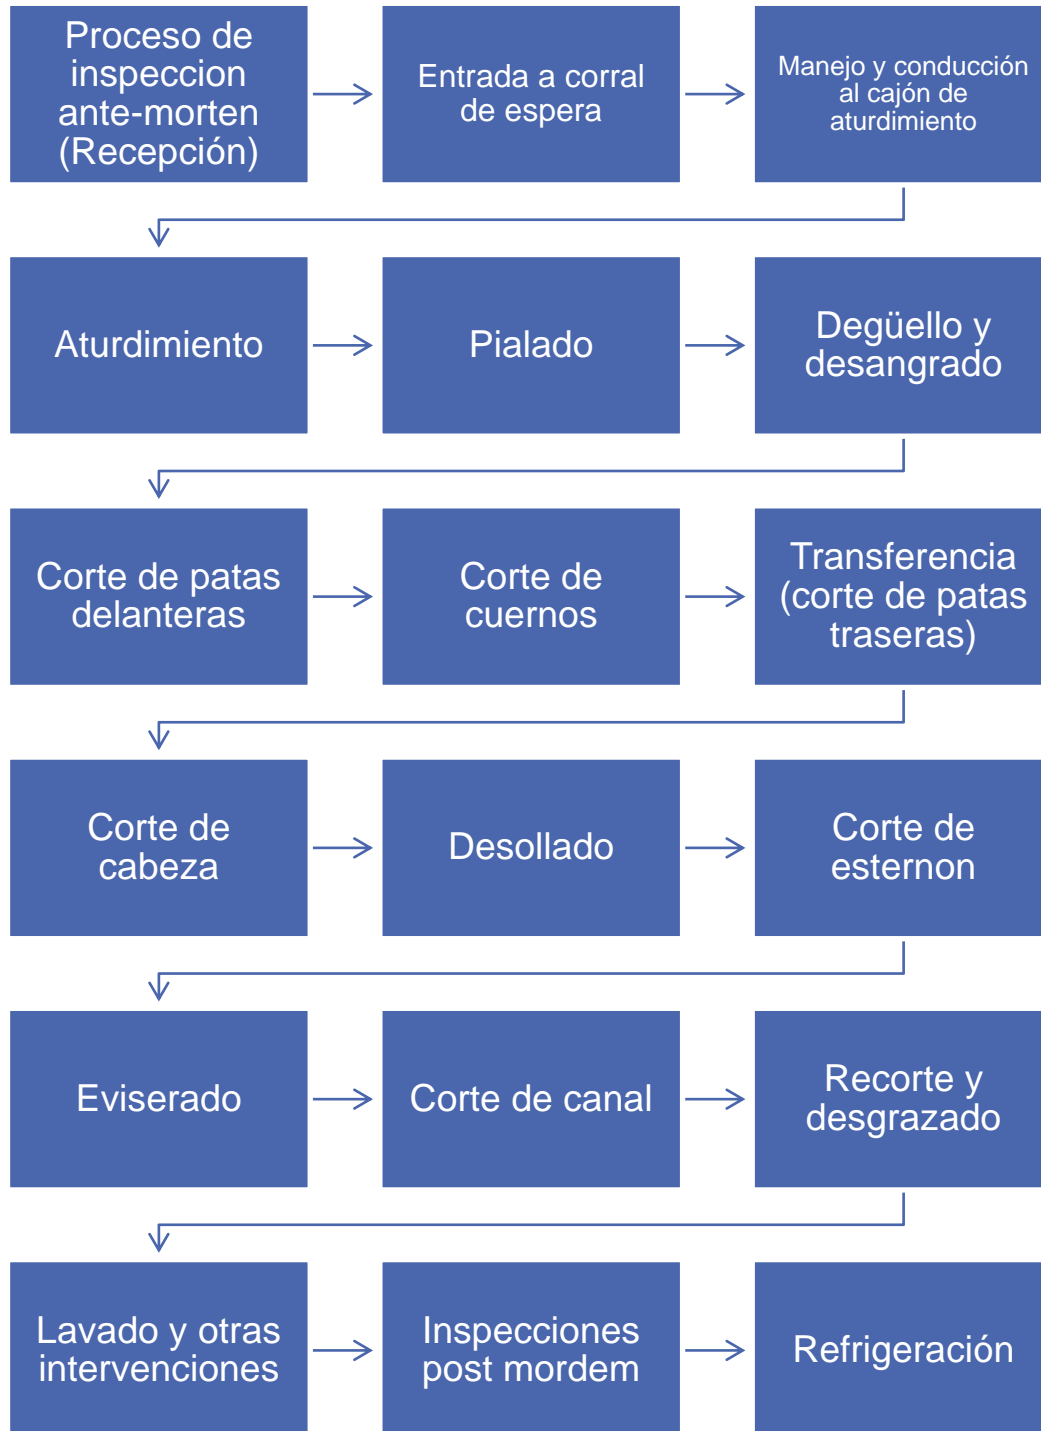 Proceso de
inspeccion
ante-morten
(Recepción)
Entrada a corral
de espera
Manejo y conducción
al cajón de
aturdimiento
Aturdimiento
Pialado
Degüello y
desangrado
Corte de patas
delanteras
Corte de
cuernos
Transferencia
(corte de patas
traseras)
Corte de
cabeza
Desollado
Corte de
esternon
Eviserado
Corte de canal
Recorte y
desgrazado
Lavado y otras
intervenciones
Inspecciones
post mordem
Refrigeración